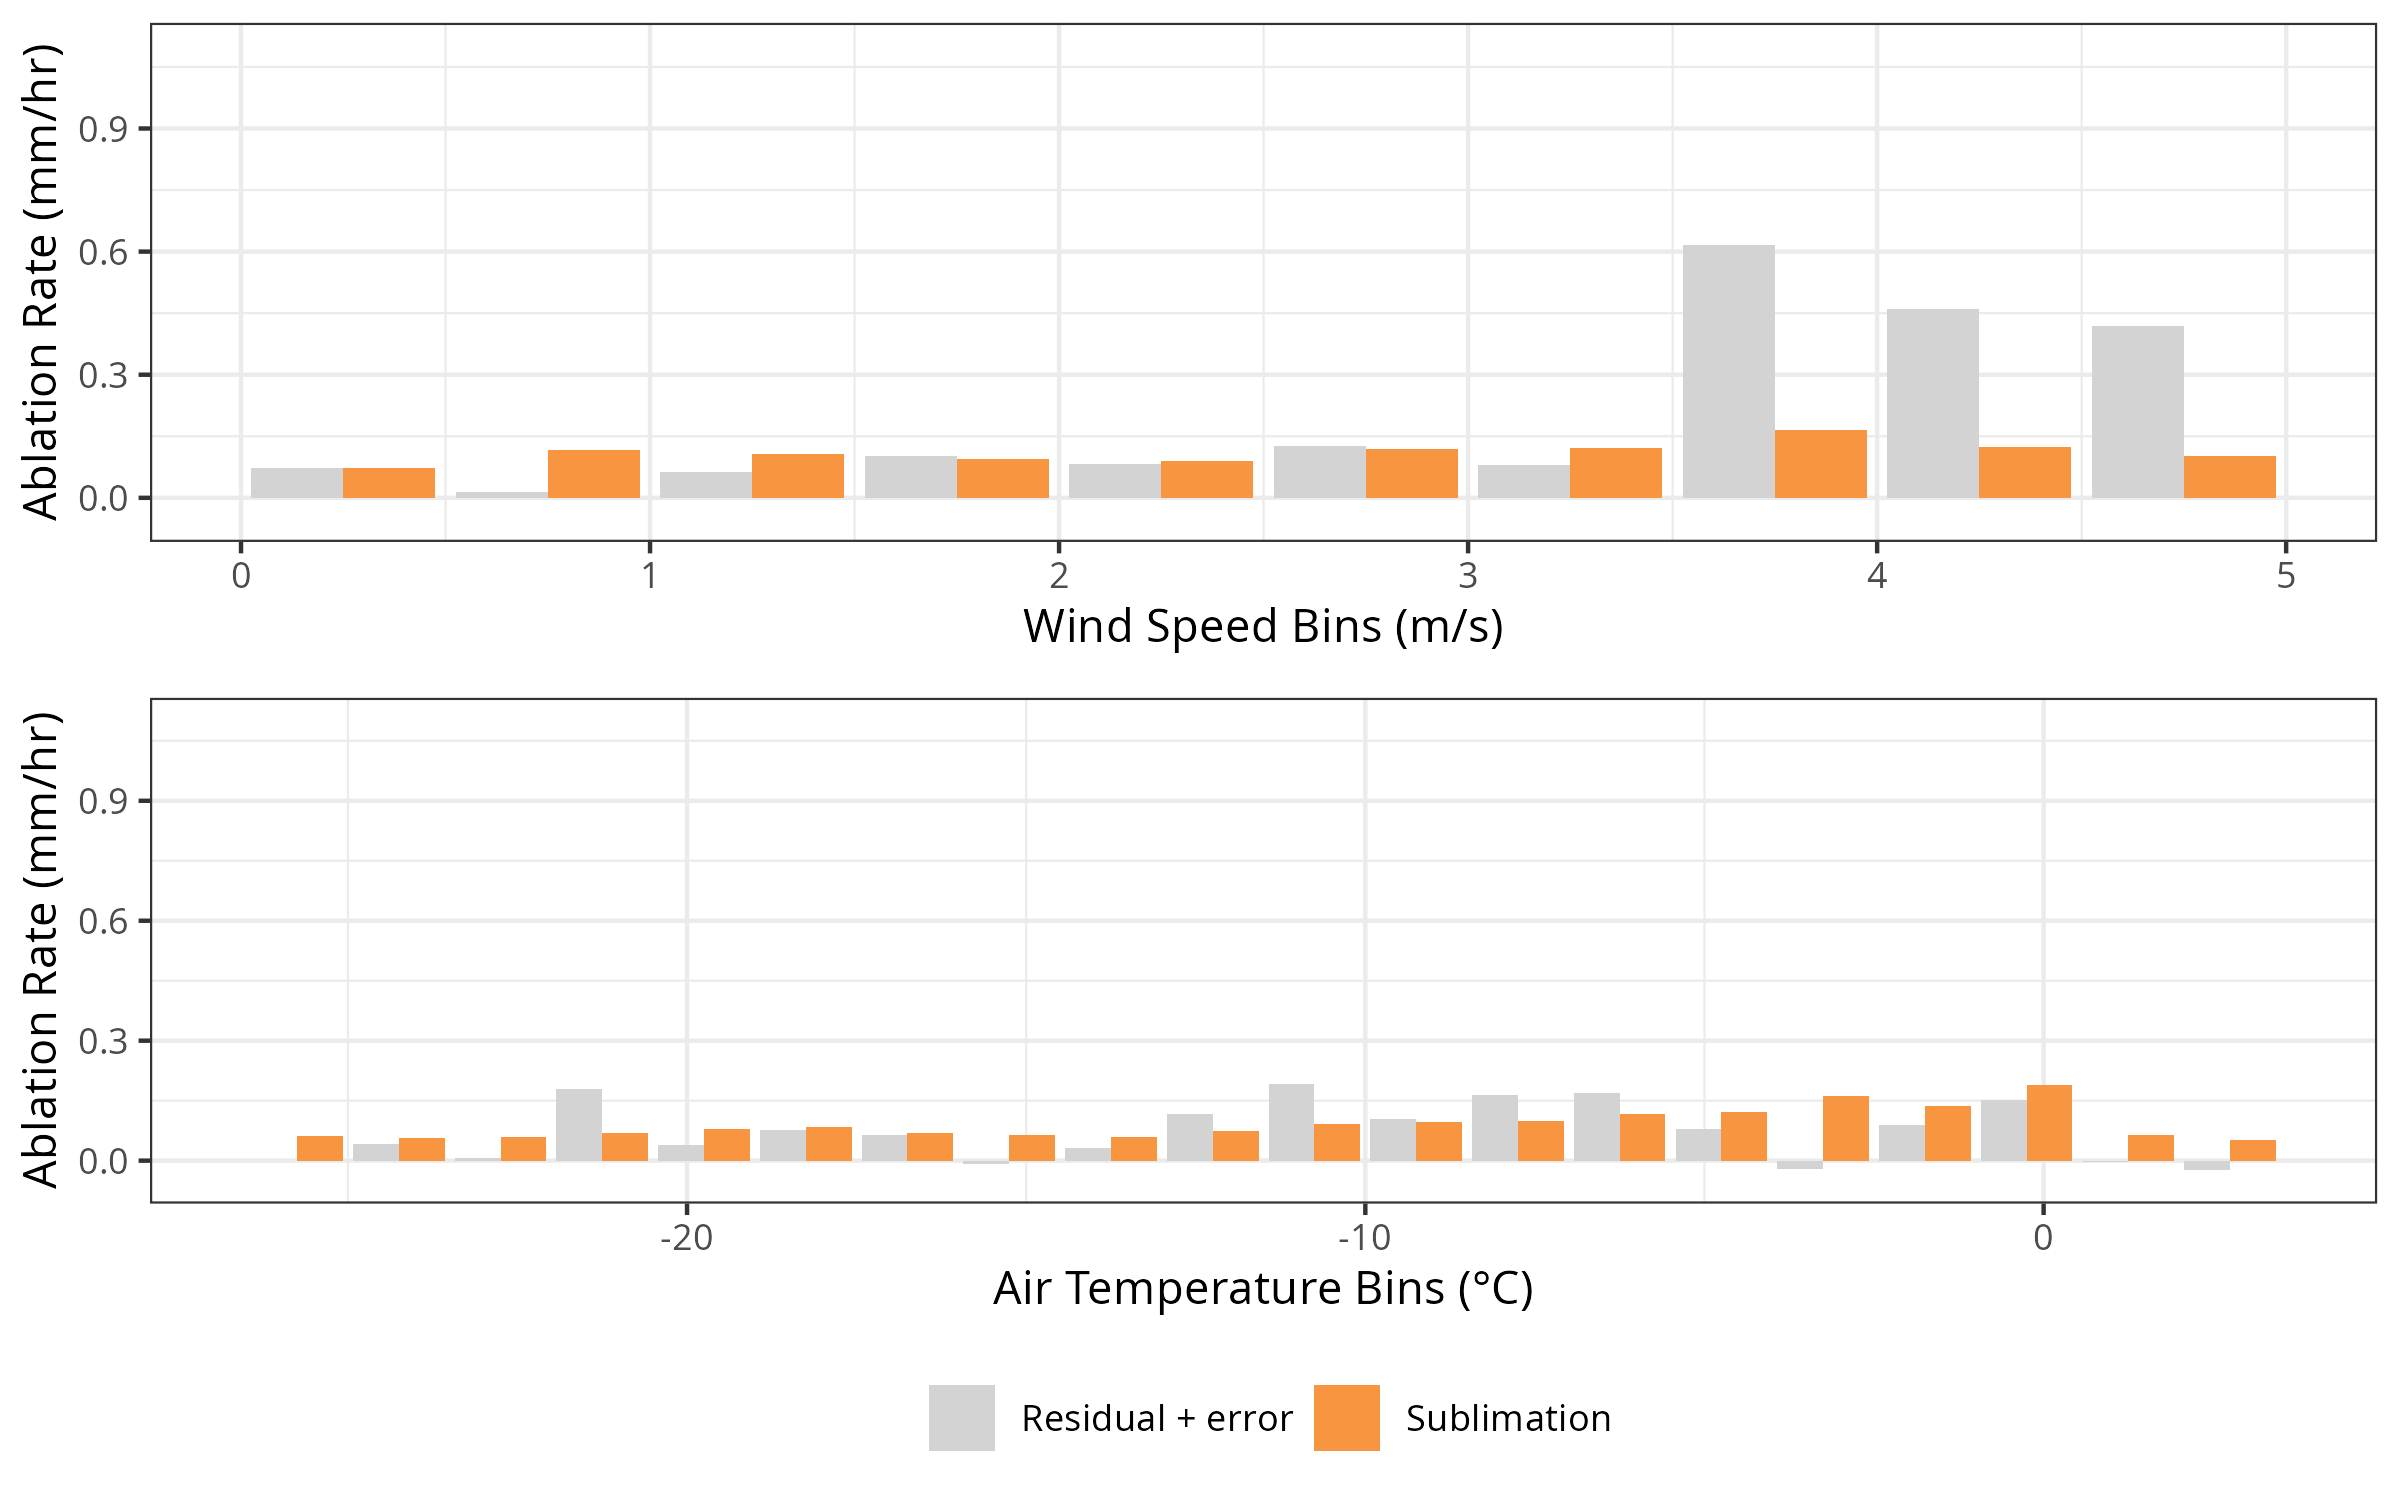 Ablation Rate (mm/hr)
0.9
0.6
0.3
0.0
0 1 2 3 4 5
Wind Speed Bins (m/s)
Ablation Rate (mm/hr)
0.9
0.6
0.3
0.0
-20 -10 0
Air Temperature Bins (°C)
Residual + error Sublimation